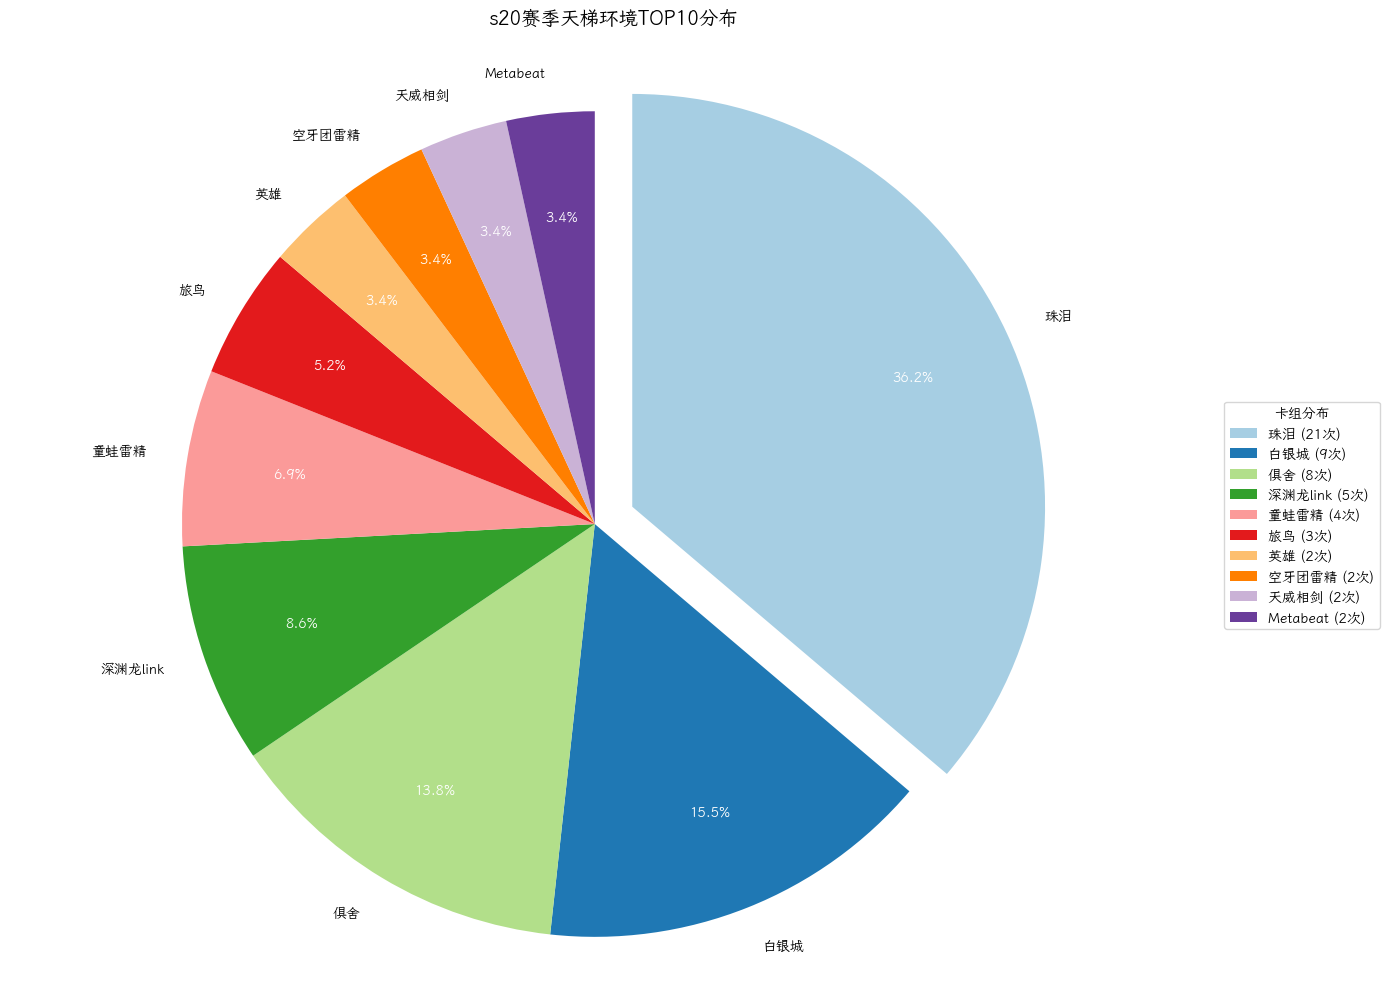 s20赛季天梯环境TOP10分布
Metabeat
天威相剑
空牙团雷精
英雄
旅鸟
童蛙雷精
深渊龙link
俱舍
白银城
珠泪
3.4%
3.4%
3.4%
3.4%
5.2%
6.9%
8.6%
13.8%
15.5%
36.2%
卡组分布
珠泪 (21次)
白银城 (9次)
俱舍 (8次)
深渊龙link (5次)
童蛙雷精 (4次)
旅鸟 (3次)
英雄 (2次)
空牙团雷精 (2次)
天威相剑 (2次)
Metabeat (2次)